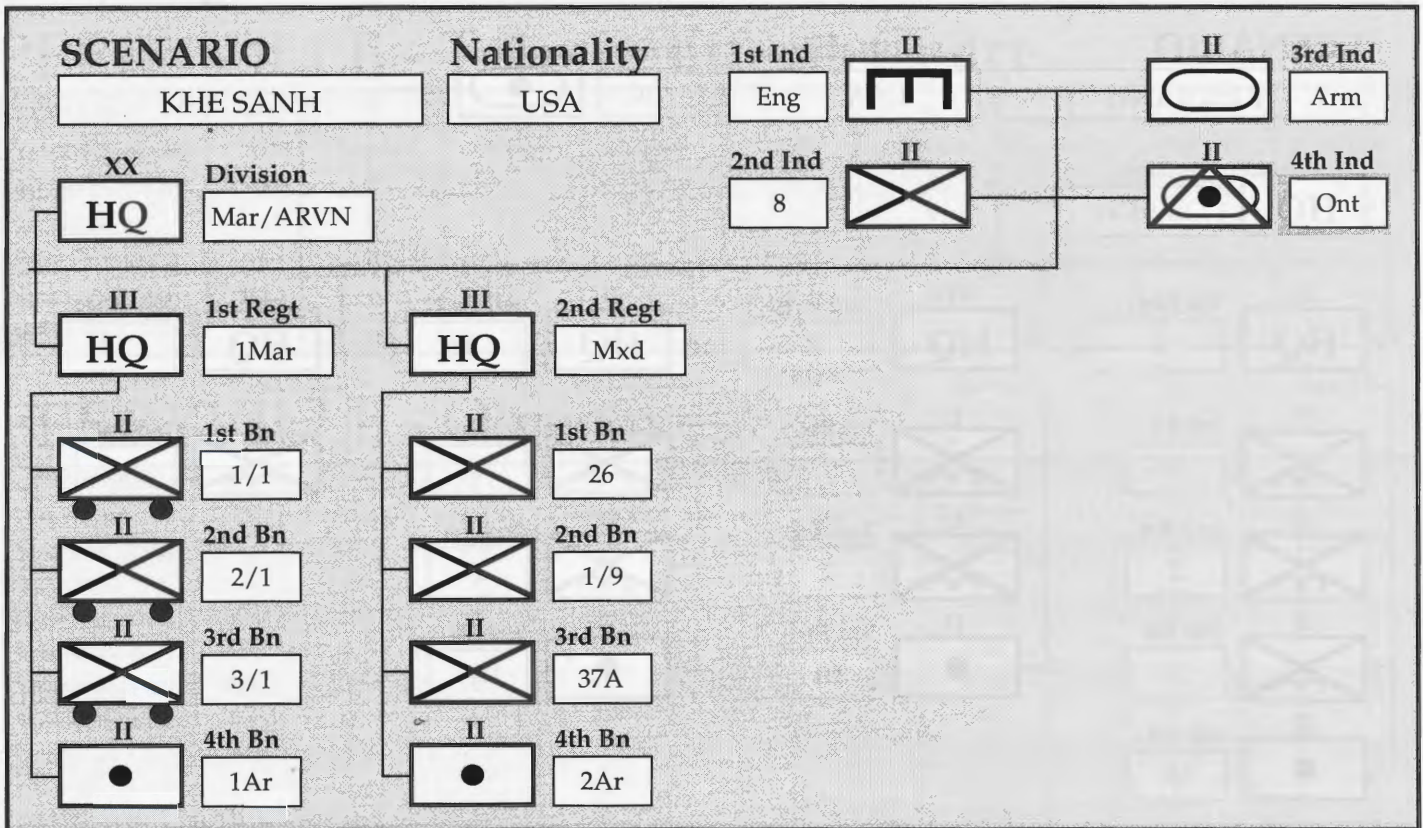 SCENARIO
KHE SANH
Nationality
USA
1st Ind
Eng
II
II
3rd Ind
Arm
2nd Ind
8
II
II
4th Ind
Ont
XX
HQ
Division
Mar/ARVN
III
HQ
1st Regt
1Mar
III
HQ
2nd Regt
Mxd
II
1st Bn
1/1
II
1st Bn
26
II
2nd Bn
2/1
II
2nd Bn
1/9
II
3rd Bn
3/1
II
3rd Bn
37A
II
4th Bn
1Ar
II
4th Bn
2Ar